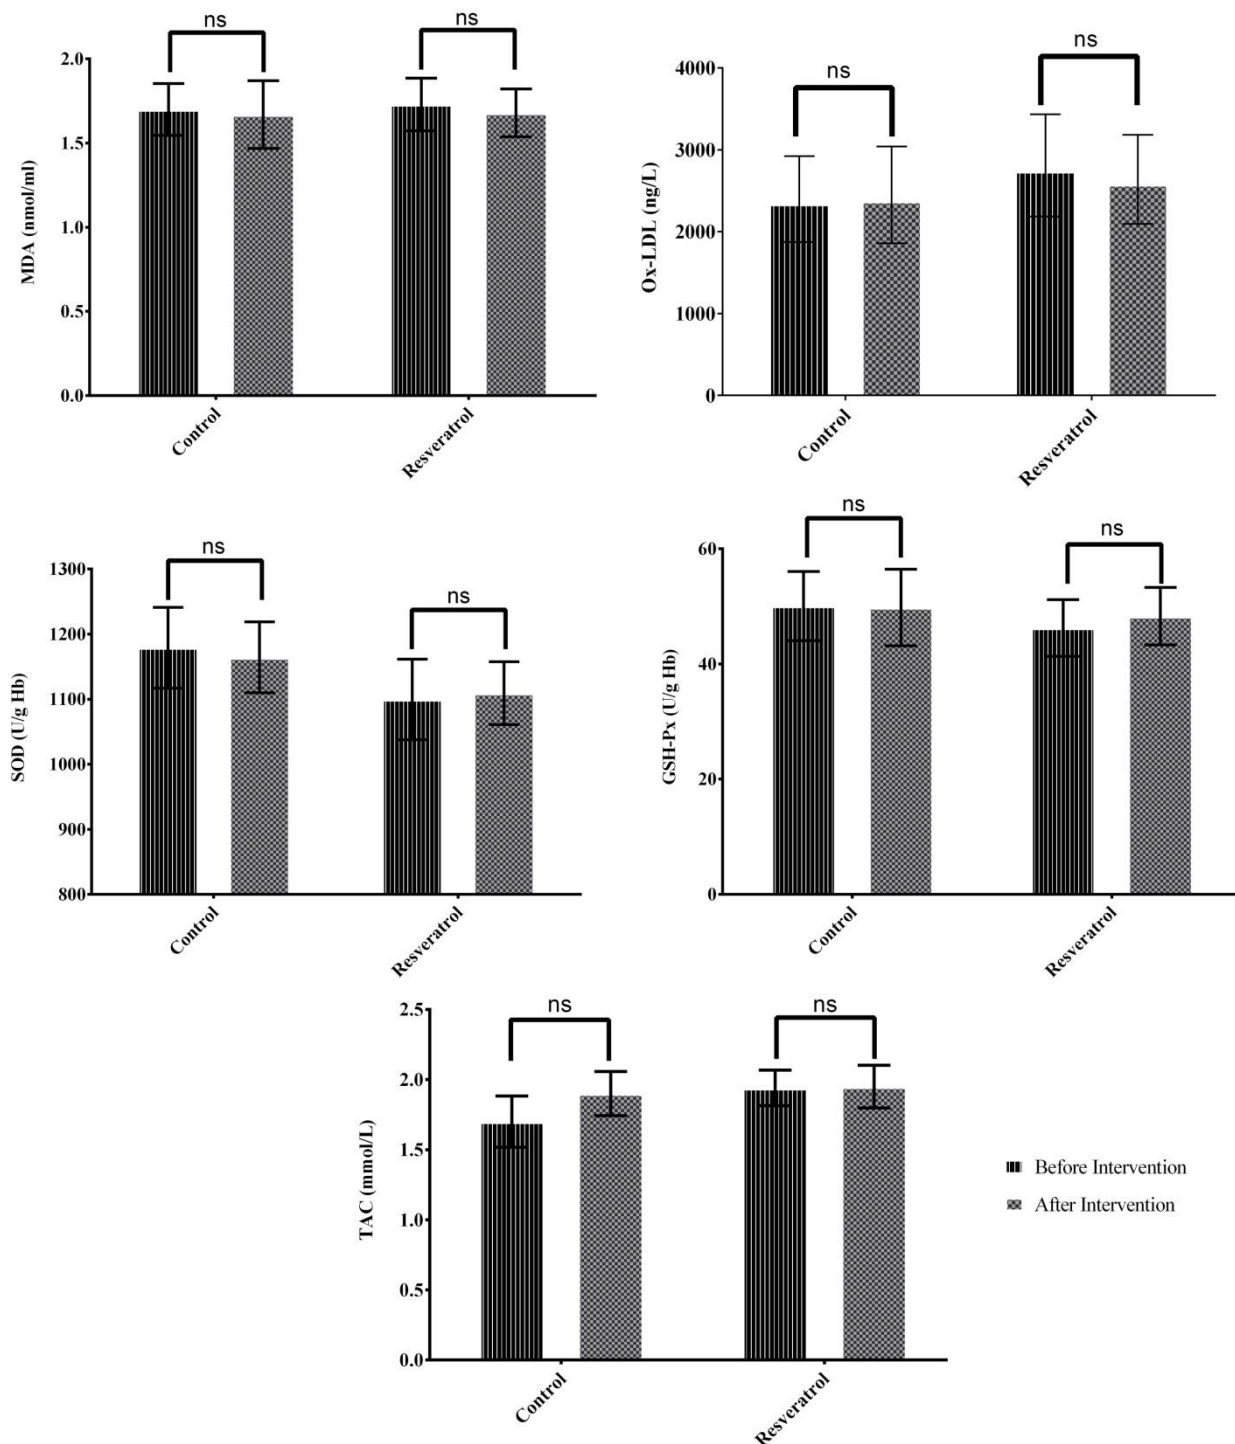 ns
ns
2.0
1.5
1.0
0.5
0.0
MDA (nmol/ml)
Control
Resveratrol
ns
ns
4000
3000
2000
1000
0
Ox-LDL (ng/L)
Control
Resveratrol
ns
ns
1300
1200
1100
1000
900
800
SOD (U/g Hb)
Control
Resveratrol
ns
ns
60
40
20
0
GSH-Px (U/g Hb)
Control
Resveratrol
ns
ns
2.5
2.0
1.5
1.0
0.5
0.0
TAC (mmol/L)
Control
Resveratrol
Before Intervention
After Intervention